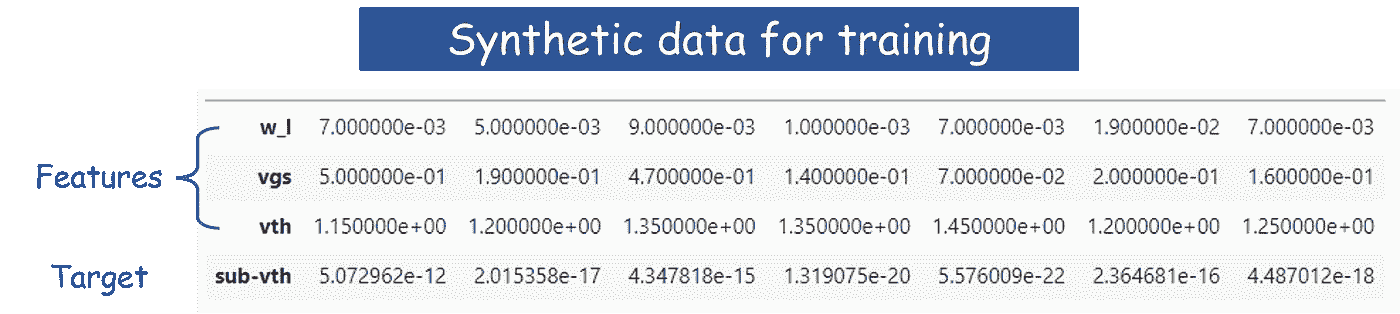 Synthetic data for training
w_l 7.000000e-03 5.000000e-03 9.000000e-03 1.000000e-03 7.000000e-03 1.900000e-02 7.000000e-03
Features vgs 5.000000e-01 1.900000e-01 4.700000e-01 1.400000e-01 7.000000e-02 2.000000e-01 1.600000e-01
vth 1.150000e+00 1.200000e+00 1.350000e+00 1.350000e+00 1.450000e+00 1.200000e+00 1.250000e+00
Target sub-vth 5.072962e-12 2.015358e-17 4.347818e-15 1.319075e-20 5.576009e-22 2.364681e-16 4.487012e-18